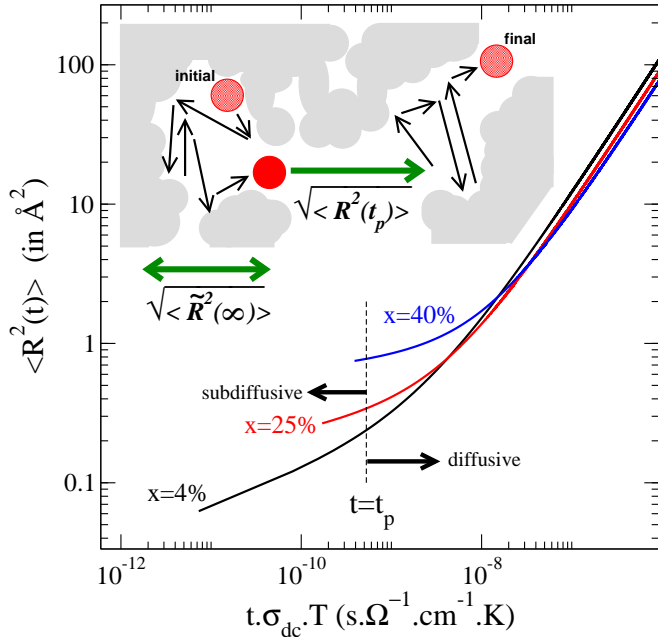 final
initial
100
10
1
0.1
<R²(t)> (in Å²)
√<R²(tₚ)>
√<R̃²(∞)>
x=40%
subdiffusive
x=25%
diffusive
x=4%
t=tₚ
10⁻¹² 10⁻¹⁰ 10⁻⁸
t.σ_dc.T (s.Ω⁻¹.cm⁻¹.K)